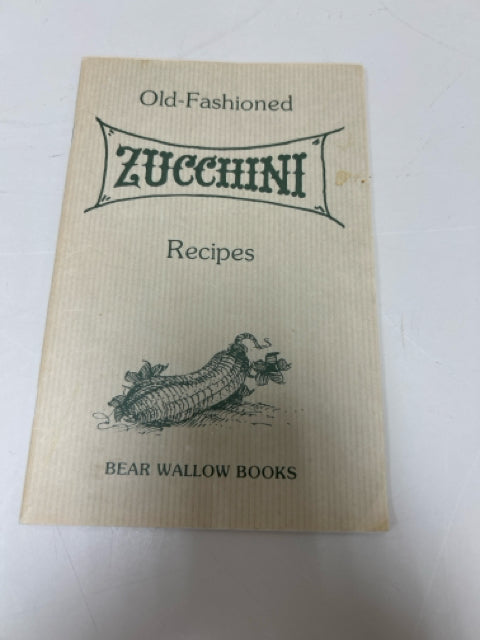 Old-Fashioned
ZUCCHINI
Recipes
BEAR WALLOW BOOKS